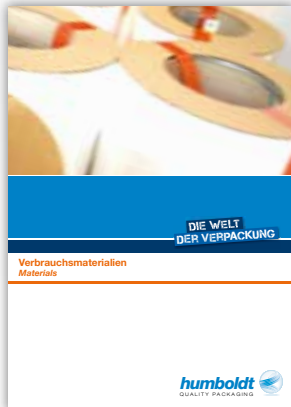 DIE WELT
DER VERPACKUNG
Verbrauchsmaterialien
Materials
humboldt
QUALITY PACKAGING